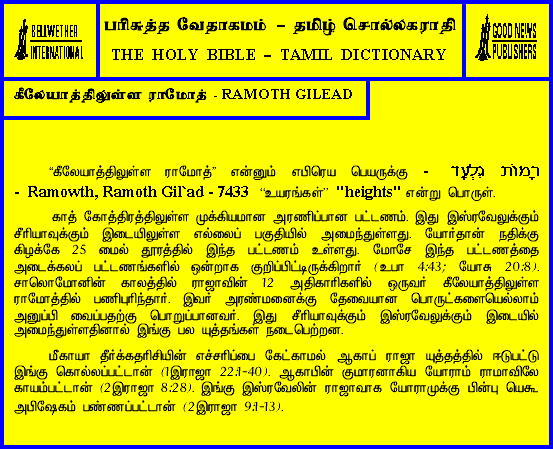 BELLWETHER
INTERNATIONAL
பரிசுத்த வேதாகமம் – தமிழ் சொல்லகராதி
THE HOLY BIBLE – TAMIL DICTIONARY
GOOD NEWS
PUBLISHERS
கீலேயாத்திலுள்ள ராமோத் - RAMOTH GILEAD
“கீலேயாத்திலுள்ள ராமோத்” என்னும் எபிரெய பெயருக்கு - רָמוֹת גִּלְעָד
- Ramowth, Ramoth Gil`ad - 7433 “உயரங்கள்” "heights" என்று பொருள்.
காத் கோத்திரத்திலுள்ள முக்கியமான அரணிப்பான பட்டணம். இது இஸ்ரவேலுக்கும்
சீரியாவுக்கும் இடையிலுள்ள எல்லைப் பகுதியில் அமைந்துள்ளது. யோர்தான் நதிக்கு
கிழக்கே 25 மைல் தூரத்தில் இந்த பட்டணம் உள்ளது. மோசே இந்த பட்டணத்தை
அடைக்கலப் பட்டணங்களில் ஒன்றாக குறிப்பிட்டிருக்கிறார் (உபா 4:43; யோசு 20:8).
சாலொமோனின் காலத்தில் ராஜாவின் 12 அதிகாரிகளில் ஒருவர் கீலேயாத்திலுள்ள
ராமோத்தில் பணிபுரிந்தார். இவர் அரண்மனைக்கு தேவையான பொருட்களையெல்லாம்
அனுப்பி வைப்பதற்கு பொறுப்பானவர். இது சீரியாவுக்கும் இஸ்ரவேலுக்கும் இடையில்
அமைந்துள்ளதினால் இங்கு பல யுத்தங்கள் நடைபெற்றன.
மீகாயா தீர்க்கதரிசியின் எச்சரிப்பை கேட்காமல் ஆகாப் ராஜா யுத்தத்தில் ஈடுபட்டு
இங்கு கொல்லப்பட்டான் (1இராஜா 22:1-40). ஆகாபின் குமாரனாகிய யோராம் ராமாவிலே
காயம்பட்டான் (2இராஜா 8:28). இங்கு இஸ்ரவேலின் ராஜாவாக யோராமுக்கு பின்பு யெகூ
அபிஷேகம் பண்ணப்பட்டான் (2இராஜா 9:1-13).